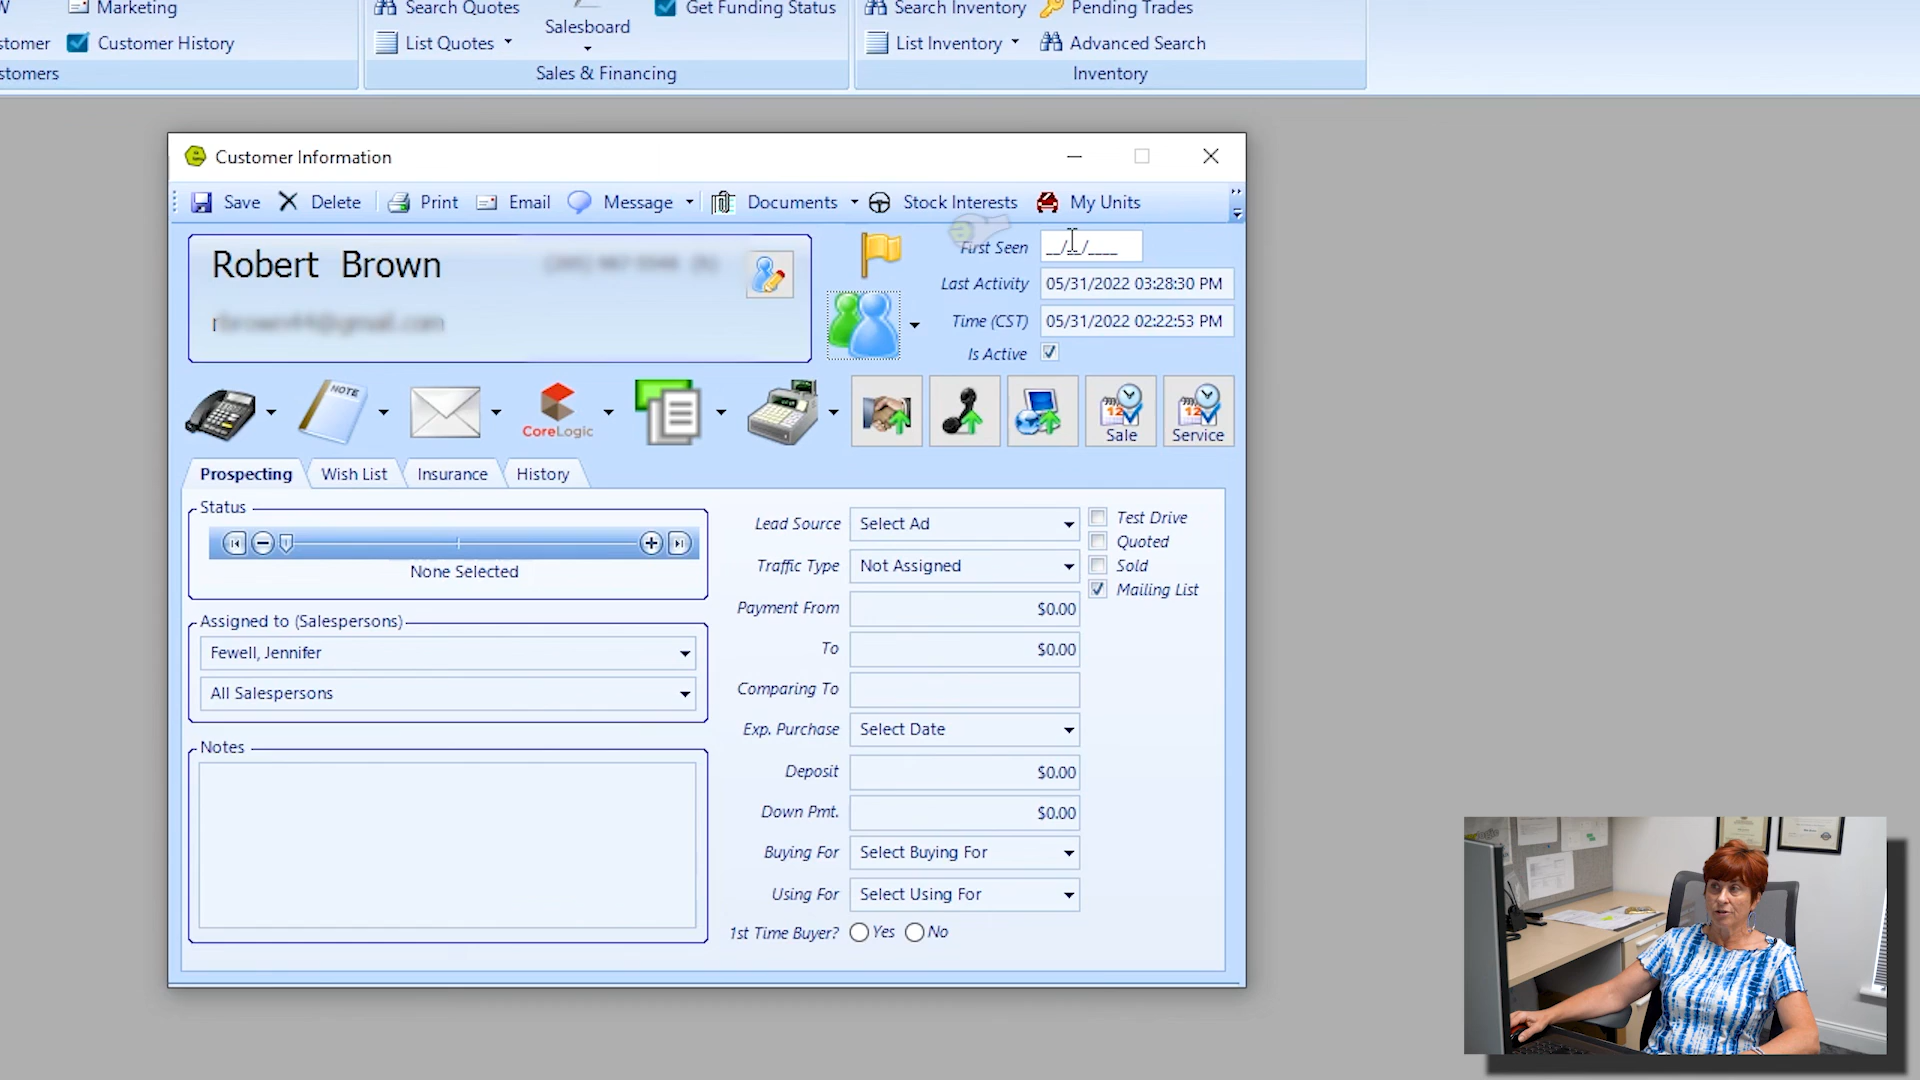 Marketing
Search Quotes
Salesboard
Get Funding Status
Search Inventory
Pending Trades
Customer History
List Quotes
List Inventory
Advanced Search
Sales & Financing
Inventory
Customer Information
Save
Delete
Print
Email
Message
Documents
Stock Interests
My Units
Robert Brown
First Seen __/__/____
Last Activity 05/31/2022 03:28:30 PM
Time (CST) 05/31/2022 02:22:53 PM
Is Active
NOTE
CoreLogic
12
Sale
12
Service
Prospecting
Wish List
Insurance
History
Status
None Selected
Assigned to (Salespersons)
Fewell, Jennifer
All Salespersons
Notes
Lead Source Select Ad
Traffic Type Not Assigned
Payment From $0.00
To $0.00
Comparing To
Exp. Purchase Select Date
Deposit $0.00
Down Pmt. $0.00
Buying For Select Buying For
Using For Select Using For
1st Time Buyer? Yes No
Test Drive
Quoted
Sold
Mailing List